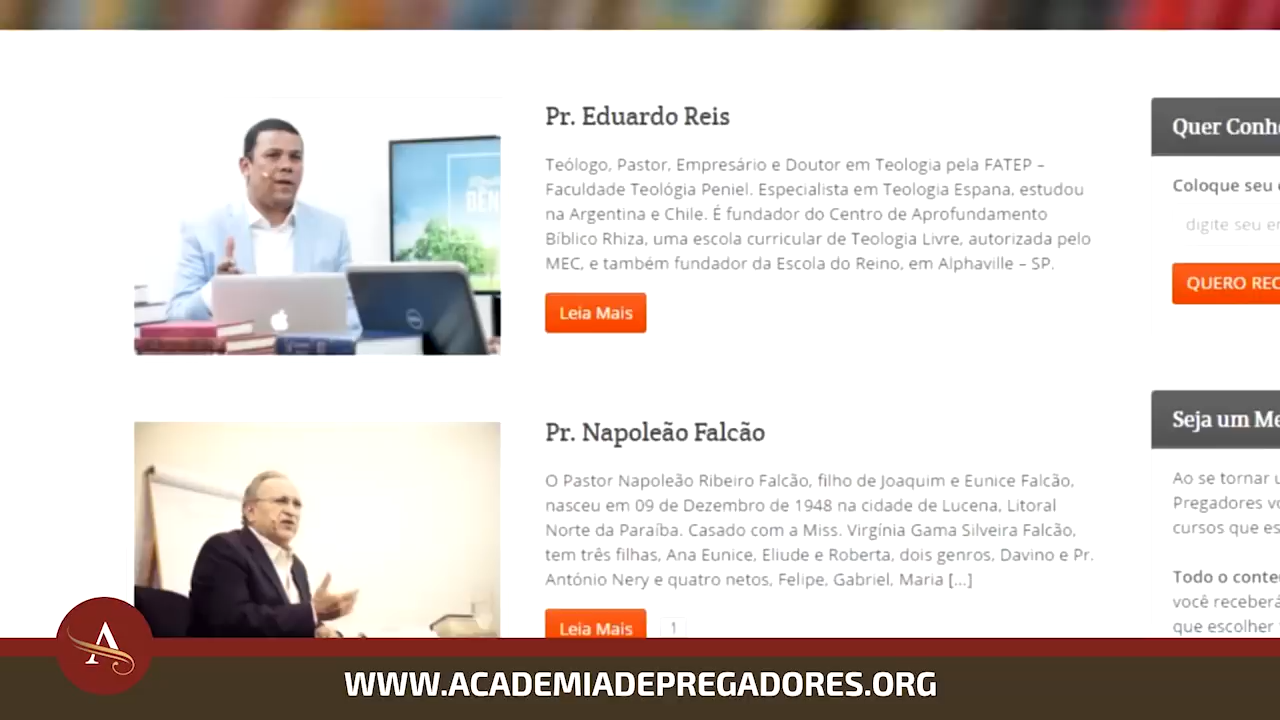 Pr. Eduardo Reis
Teólogo, Pastor, Empresário e Doutor em Teologia pela FATEP –
Faculdade Teológia Peniel. Especialista em Teologia Espana, estudou
na Argentina e Chile. É fundador do Centro de Aprofundamento
Bíblico Rhiza, uma escola curricular de Teologia Livre, autorizada pelo
MEC, e também fundador da Escola do Reino, em Alphaville – SP.
Leia Mais
Pr. Napoleão Falcão
O Pastor Napoleão Ribeiro Falcão, filho de Joaquim e Eunice Falcão,
nasceu em 09 de Dezembro de 1948 na cidade de Lucena, Litoral
Norte da Paraíba. Casado com a Miss. Virgínia Gama Silveira Falcão,
tem três filhas, Ana Eunice, Eliude e Roberta, dois genros, Davino e Pr.
António Nery e quatro netos, Felipe, Gabriel, Maria [...]
Leia Mais
1
Quer Conh
Coloque seu
digite seu
QUERO REC
Seja um Me
Ao se tornar
Pregadores vo
cursos que es
Todo o conte
você receberá
que escolher
A
WWW.ACADEMIADEPREGADORES.ORG